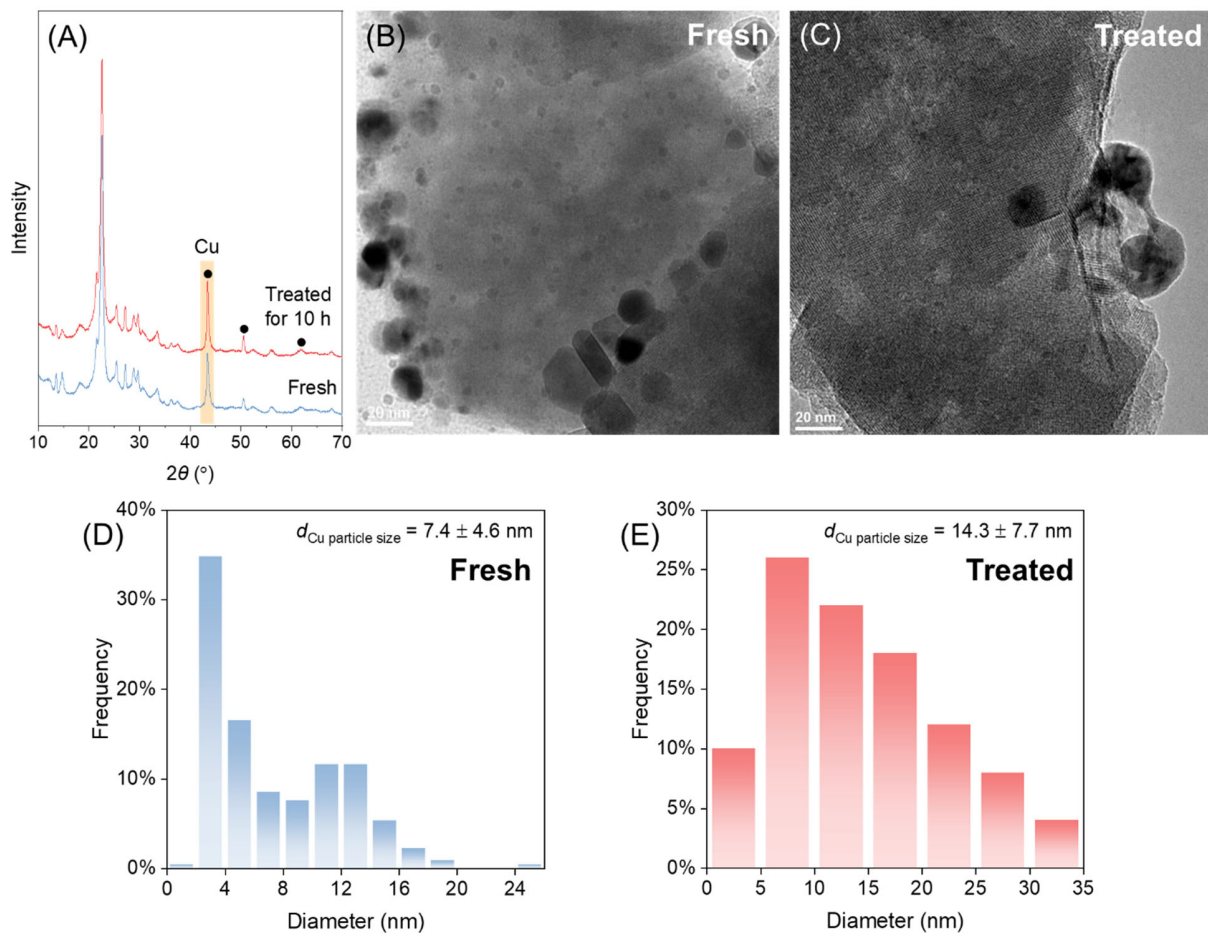 (A)
Intensity
Cu
Treated
for 10 h
Fresh
10 20 30 40 50 60 70
2θ (°)
(B)
Fresh
20 nm
(C)
Treated
20 nm
(D)
d Cu particle size = 7.4 ± 4.6 nm
Fresh
Frequency
40%
30%
20%
10%
0%
0 4 8 12 16 20 24
Diameter (nm)
(E)
d Cu particle size = 14.3 ± 7.7 nm
Treated
Frequency
30%
25%
20%
15%
10%
5%
0%
0 5 10 15 20 25 30 35
Diameter (nm)